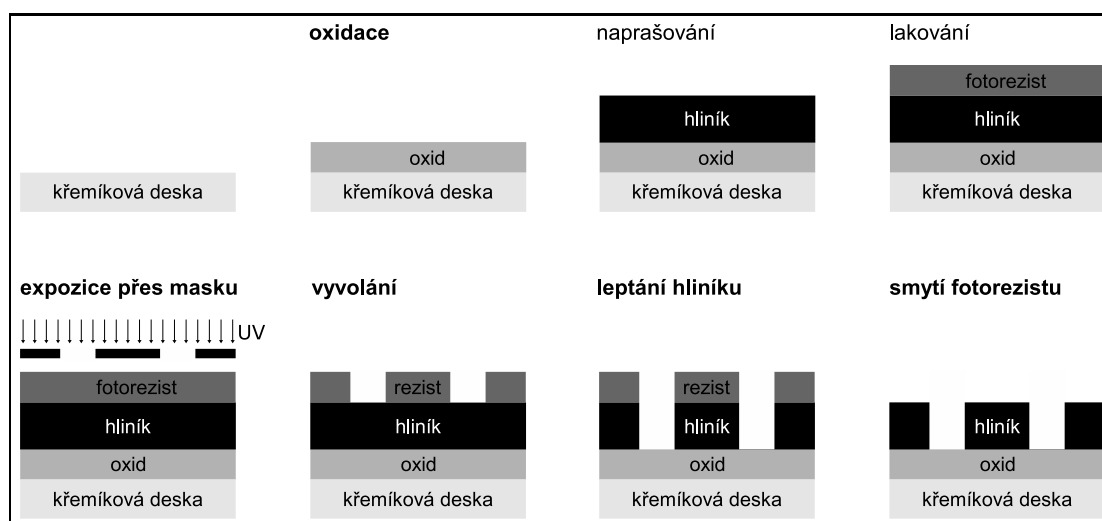 oxidace
naprašování
lakování
fotorezist
hliník
hliník
oxid
oxid
oxid
křemíková deska
křemíková deska
křemíková deska
křemíková deska
expozice přes masku
vyvolání
leptání hliníku
smytí fotorezistu
UV
fotorezist
rezist
rezist
hliník
hliník
hliník
hliník
oxid
oxid
oxid
oxid
křemíková deska
křemíková deska
křemíková deska
křemíková deska